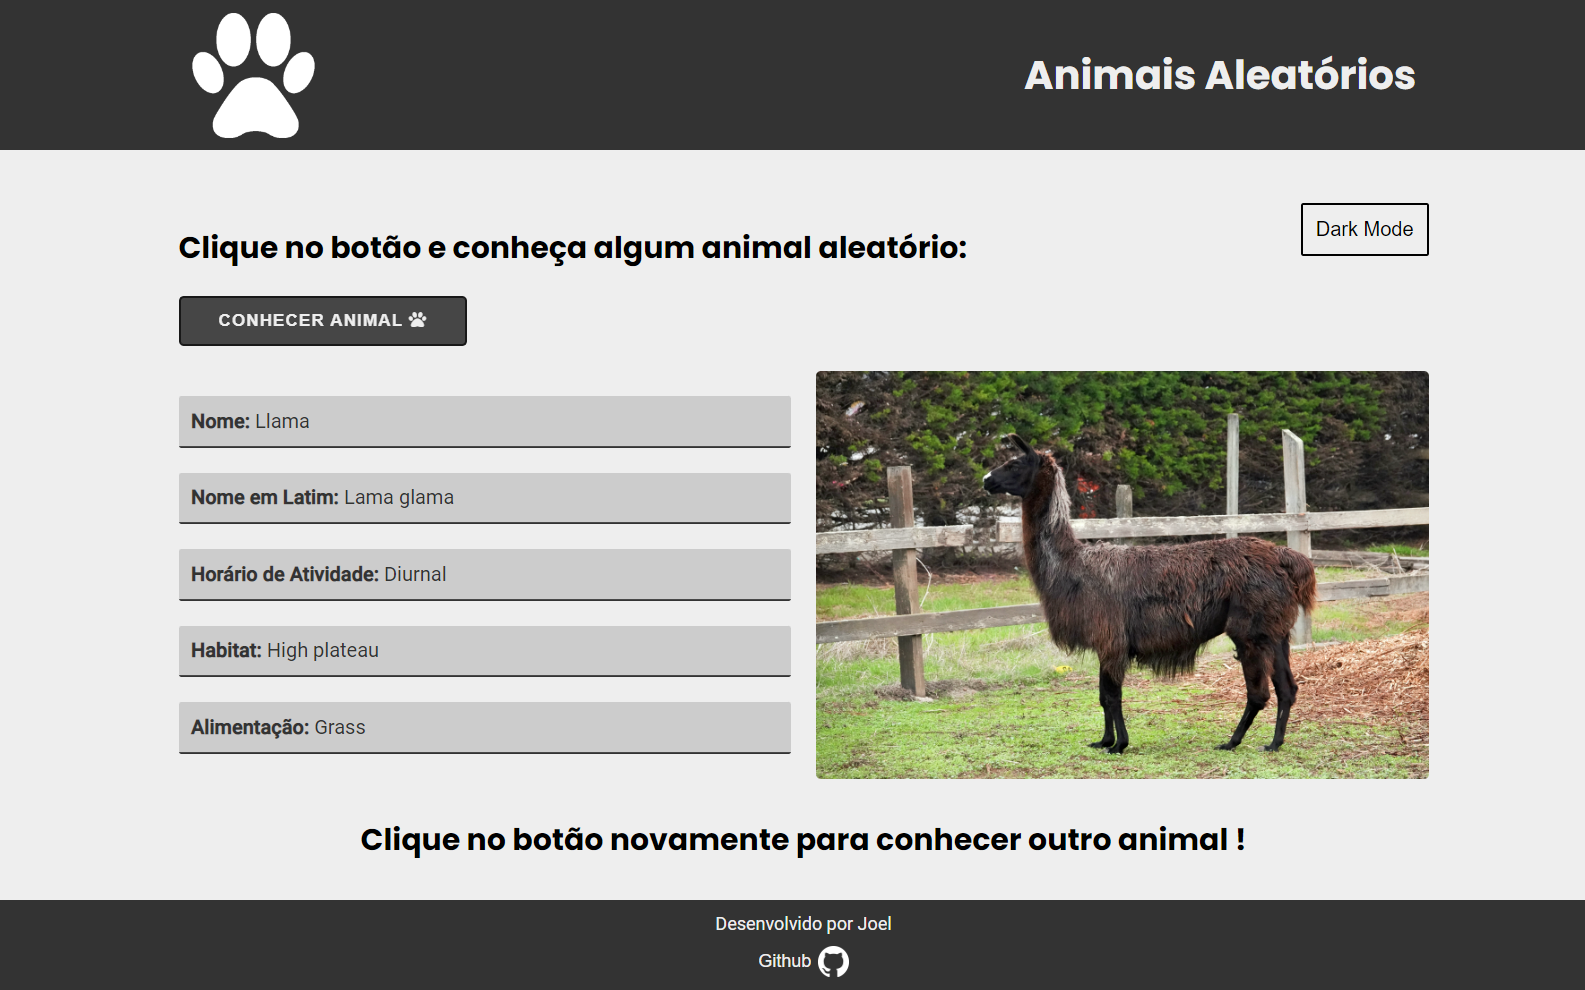 Animais Aleatórios
Dark Mode
Clique no botão e conheça algum animal aleatório:
CONHECER ANIMAL
Nome: Llama
Nome em Latim: Lama glama
Horário de Atividade: Diurnal
Habitat: High plateau
Alimentação: Grass
Clique no botão novamente para conhecer outro animal !
Desenvolvido por Joel
Github